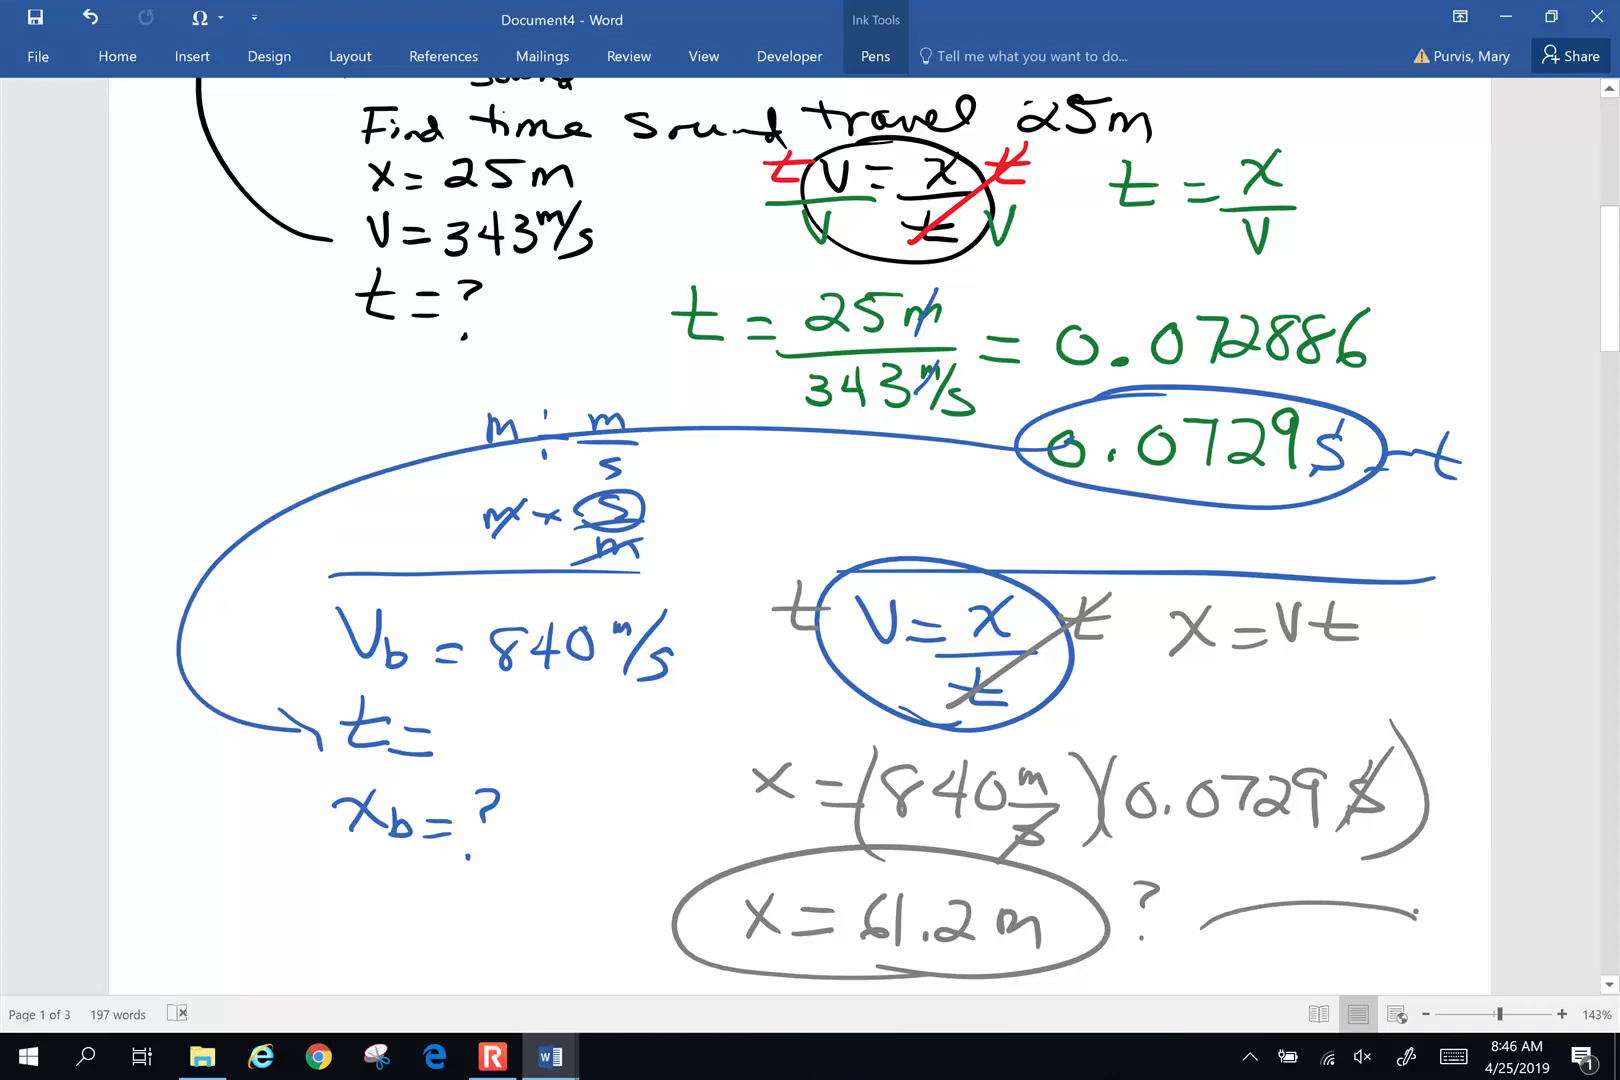 Document4 - Word
Ink Tools
File Home Insert Design Layout References Mailings Review View Developer Pens Tell me what you want to do... Purvis, Mary Share
sound
Find time sound travel 25m
x = 25m
v = 343 m/s
t = ?
t v = x/t t
v v
t = x/v
t = 25m / 343 m/s = 0.072886
0.0729 s - t
m ÷ m/s
m × s/m
Vb = 840 m/s
t =
xb = ?
t v = x/t t
x = vt
x = (840 m/s)(0.0729 s)
x = 61.2 m ?
Page 1 of 3 197 words 143%
8:46 AM
4/25/2019
1